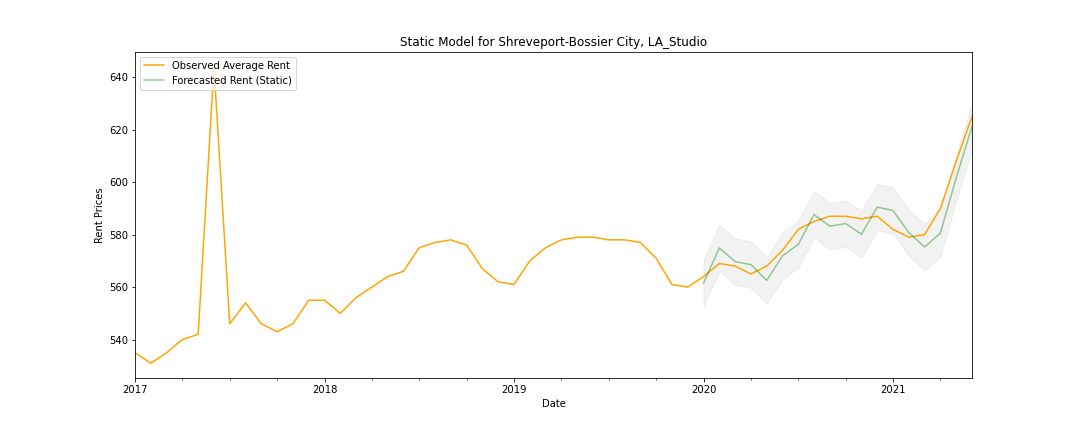 Static Model for Shreveport-Bossier City, LA_Studio
Observed Average Rent
Forecasted Rent (Static)
Rent Prices
640
620
600
580
560
540
2017
2018
2019
2020
2021
Date